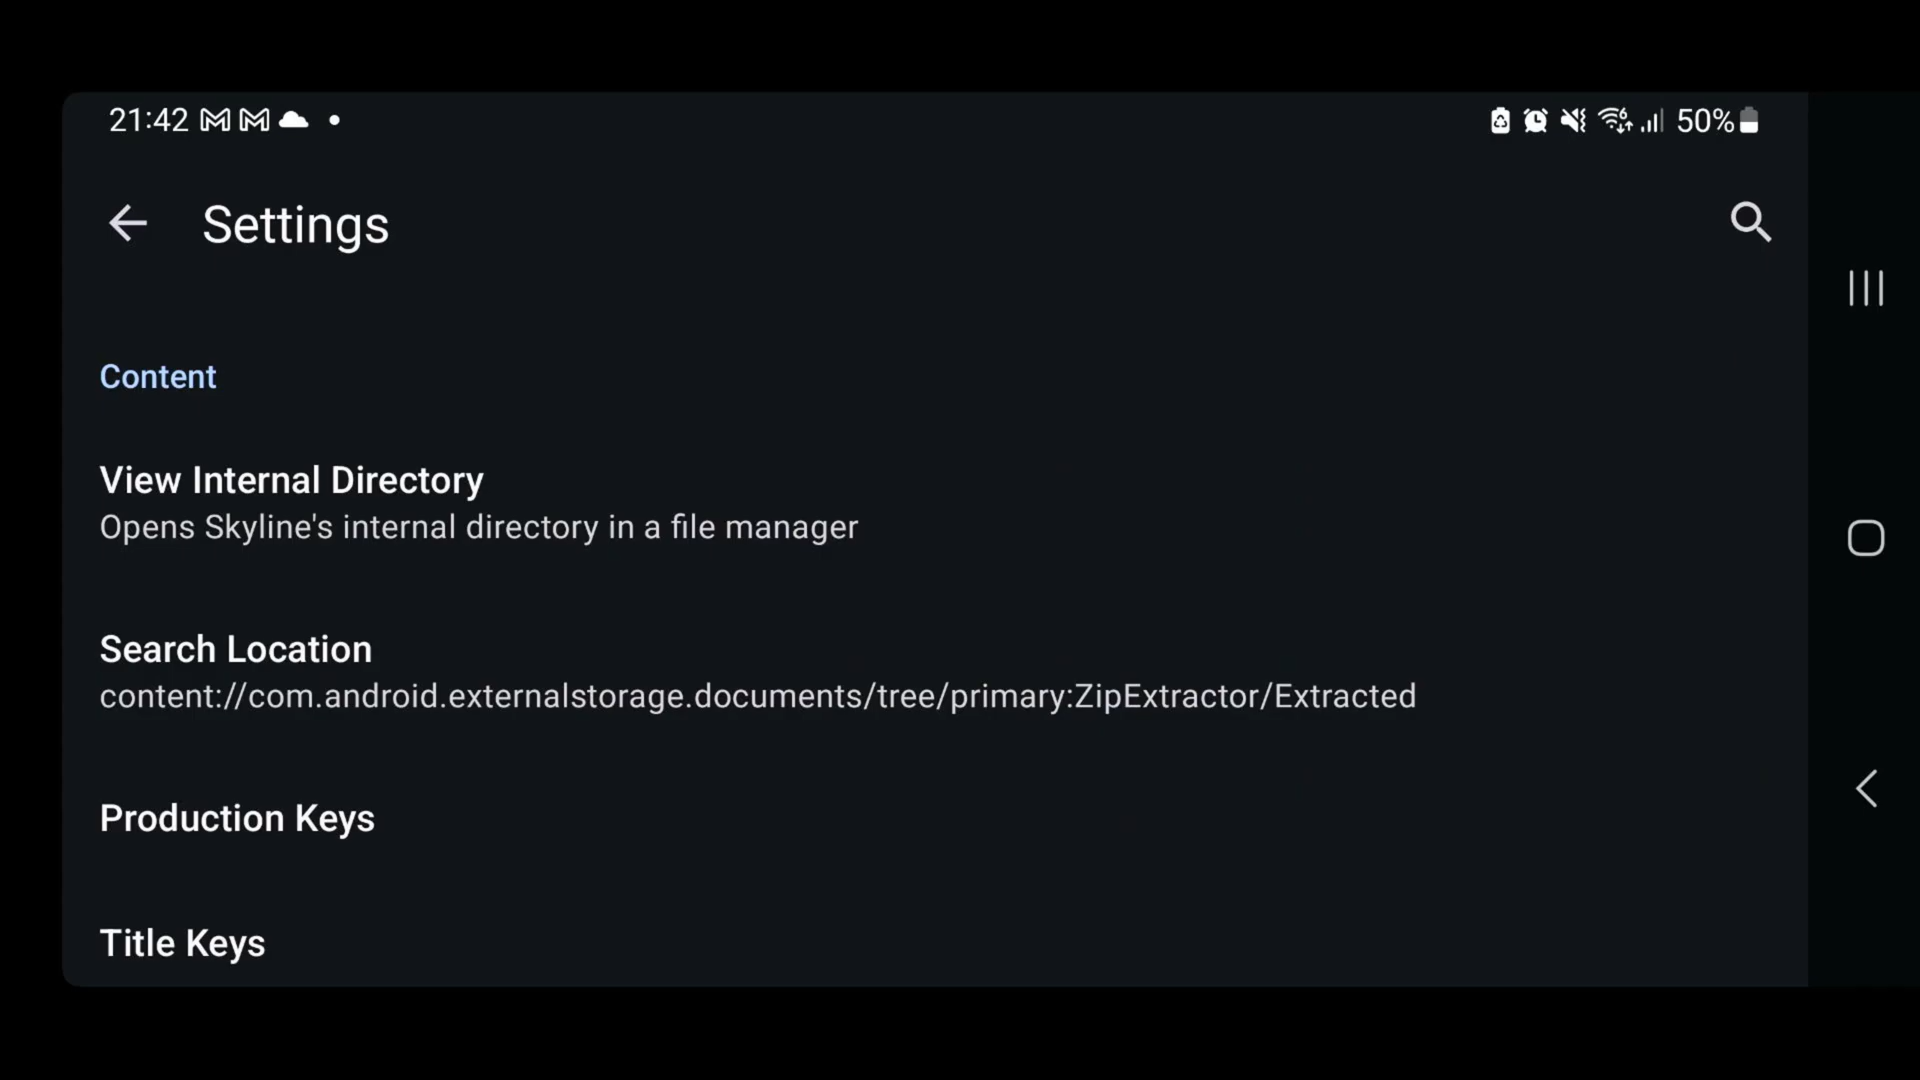 21:42
50%
Settings
Content
View Internal Directory
Opens Skyline's internal directory in a file manager
Search Location
content://com.android.externalstorage.documents/tree/primary:ZipExtractor/Extracted
Production Keys
Title Keys